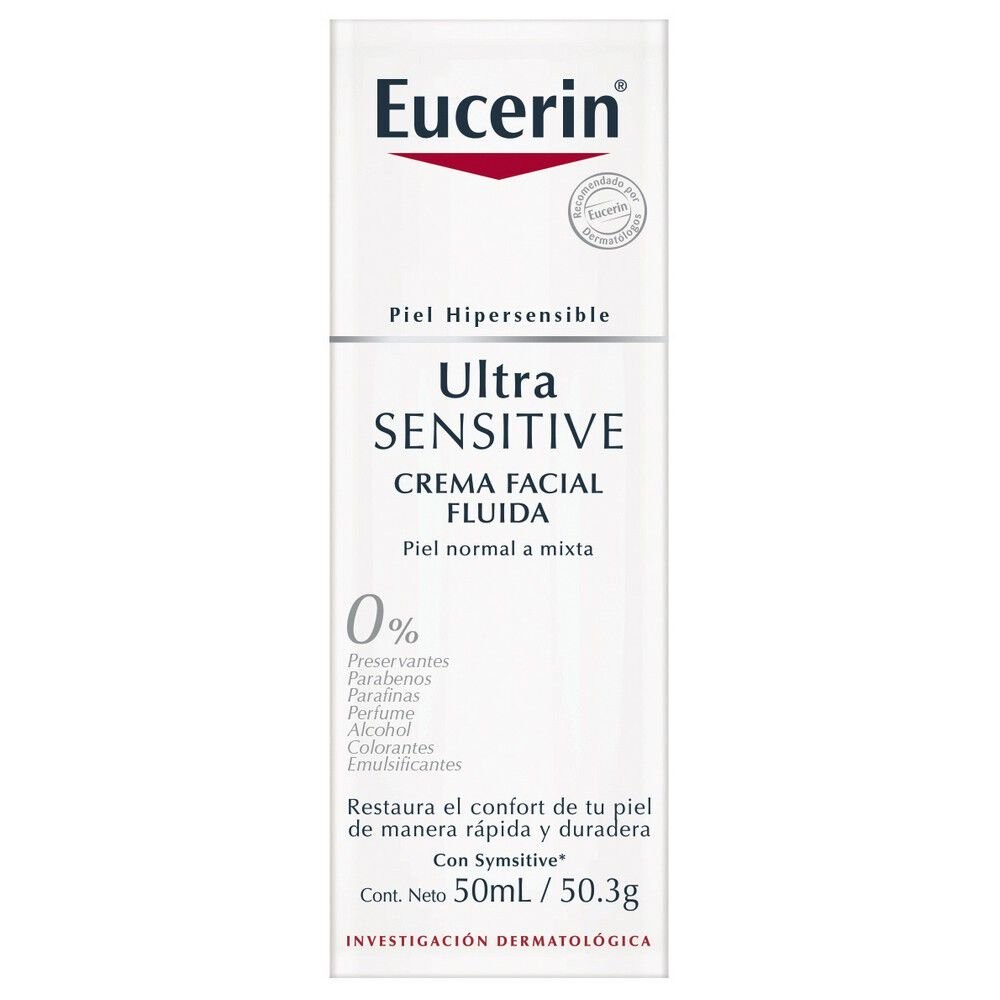 Eucerin®
Recomendado por
Eucerin
Dermatólogos
Piel Hipersensible
Ultra
SENSITIVE
CREMA FACIAL
FLUIDA
Piel normal a mixta
0%
Preservantes
Parabenos
Parafinas
Perfume
Alcohol
Colorantes
Emulsificantes
Restaura el confort de tu piel
de manera rápida y duradera
Con Symsitive*
Cont. Neto 50mL / 50.3g
INVESTIGACIÓN DERMATOLÓGICA